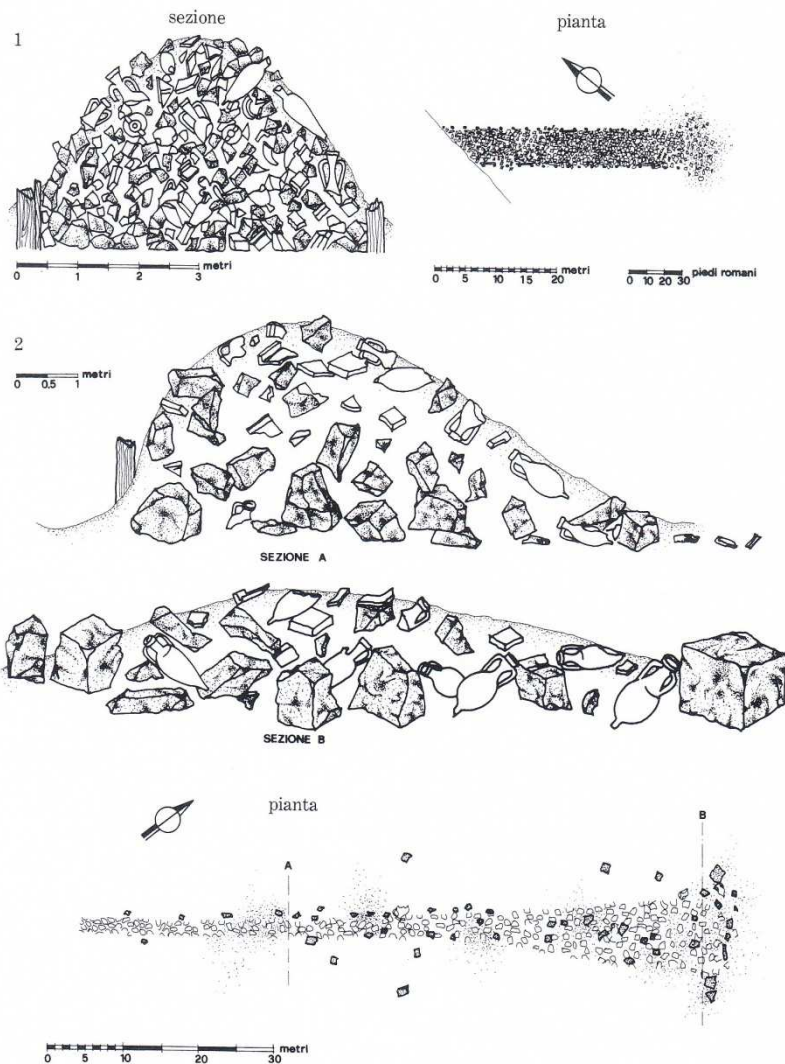 sezione
1
0 1 2 3 metri
pianta
0 5 10 15 20 metri
0 10 20 30 piedi romani
2
0 0.5 1 metri
SEZIONE A
SEZIONE B
pianta
A
B
0 5 10 20 30 metri